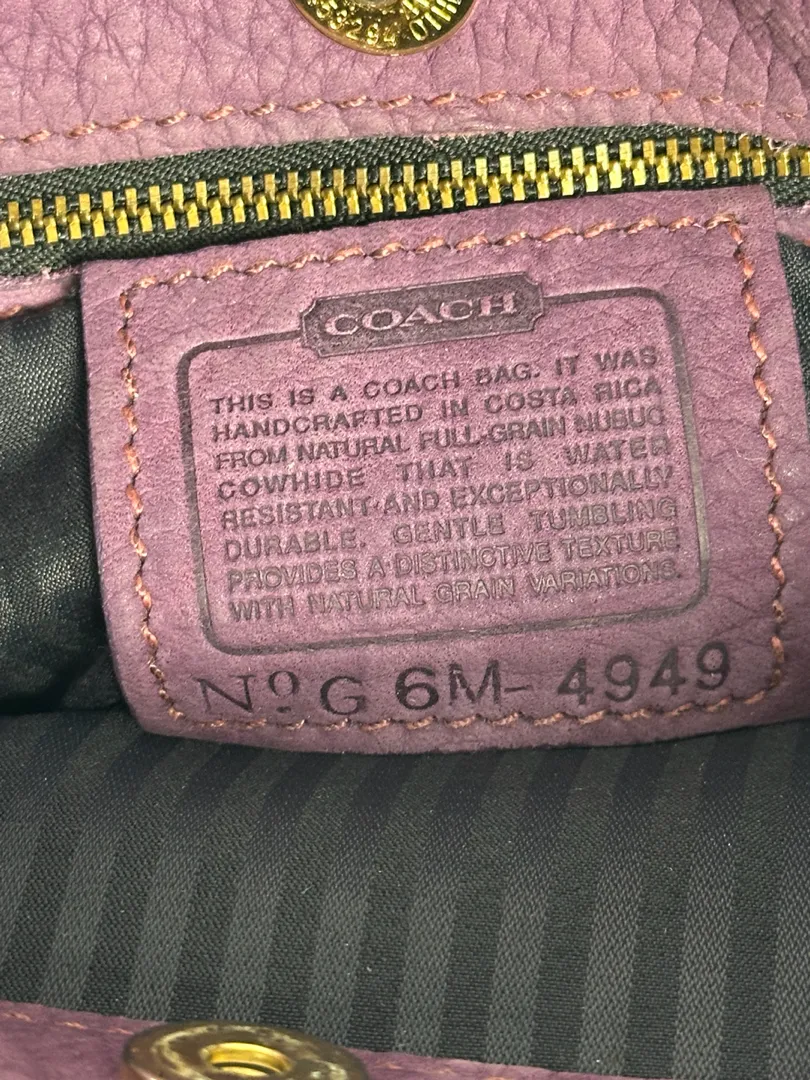 COACH
THIS IS A COACH BAG. IT WAS
HANDCRAFTED IN COSTA RICA
FROM NATURAL FULL-GRAIN NUBUC
COWHIDE THAT IS WATER
RESISTANT AND EXCEPTIONALLY
DURABLE. GENTLE TUMBLING
PROVIDES A DISTINCTIVE TEXTURE
WITH NATURAL GRAIN VARIATIONS.
Nº G6M-4949